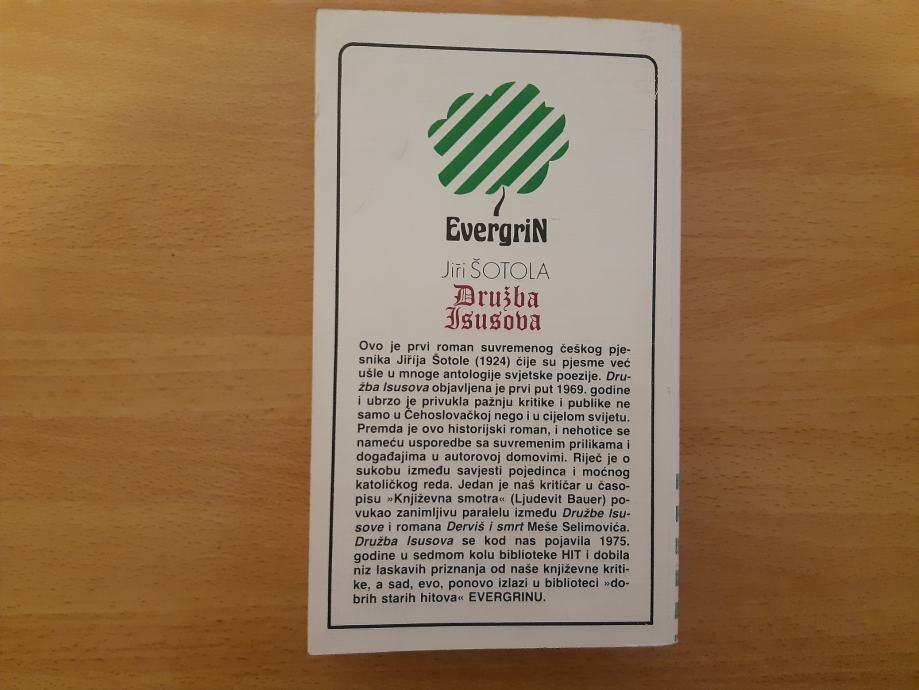 EvergriN
Jiři ŠOTOLA
Družba
Isusova
Ovo je prvi roman suvremenog češkog pje-
snika Jiřija Šotole (1924) čije su pjesme već
ušle u mnoge antologije svjetske poezije. Dru-
žba Isusova objavljena je prvi put 1969. godine
i ubrzo je privukla pažnju kritike i publike ne
samo u Čehoslovačkoj nego i u cijelom svijetu.
Premda je ovo historijski roman, i nehotice se
nameću usporedbe sa suvremenim prilikama i
događajima u autorovoj domovimi. Riječ je o
sukobu između savjesti pojedinca i moćnog
katoličkog reda. Jedan je naš kritičar u časo-
pisu »Književna smotra« (Ljudevit Bauer) po-
vukao zanimljivu paralelu između Družbe Isu-
sove i romana Derviš i smrt Meše Selimovića.
Družba Isusova se kod nas pojavila 1975.
godine u sedmom kolu biblioteke HIT i dobila
niz laskavih priznanja od naše književne kriti-
ke, a sad, evo, ponovo izlazi u biblioteci »do-
brih starih hitova« EVERGRINU.